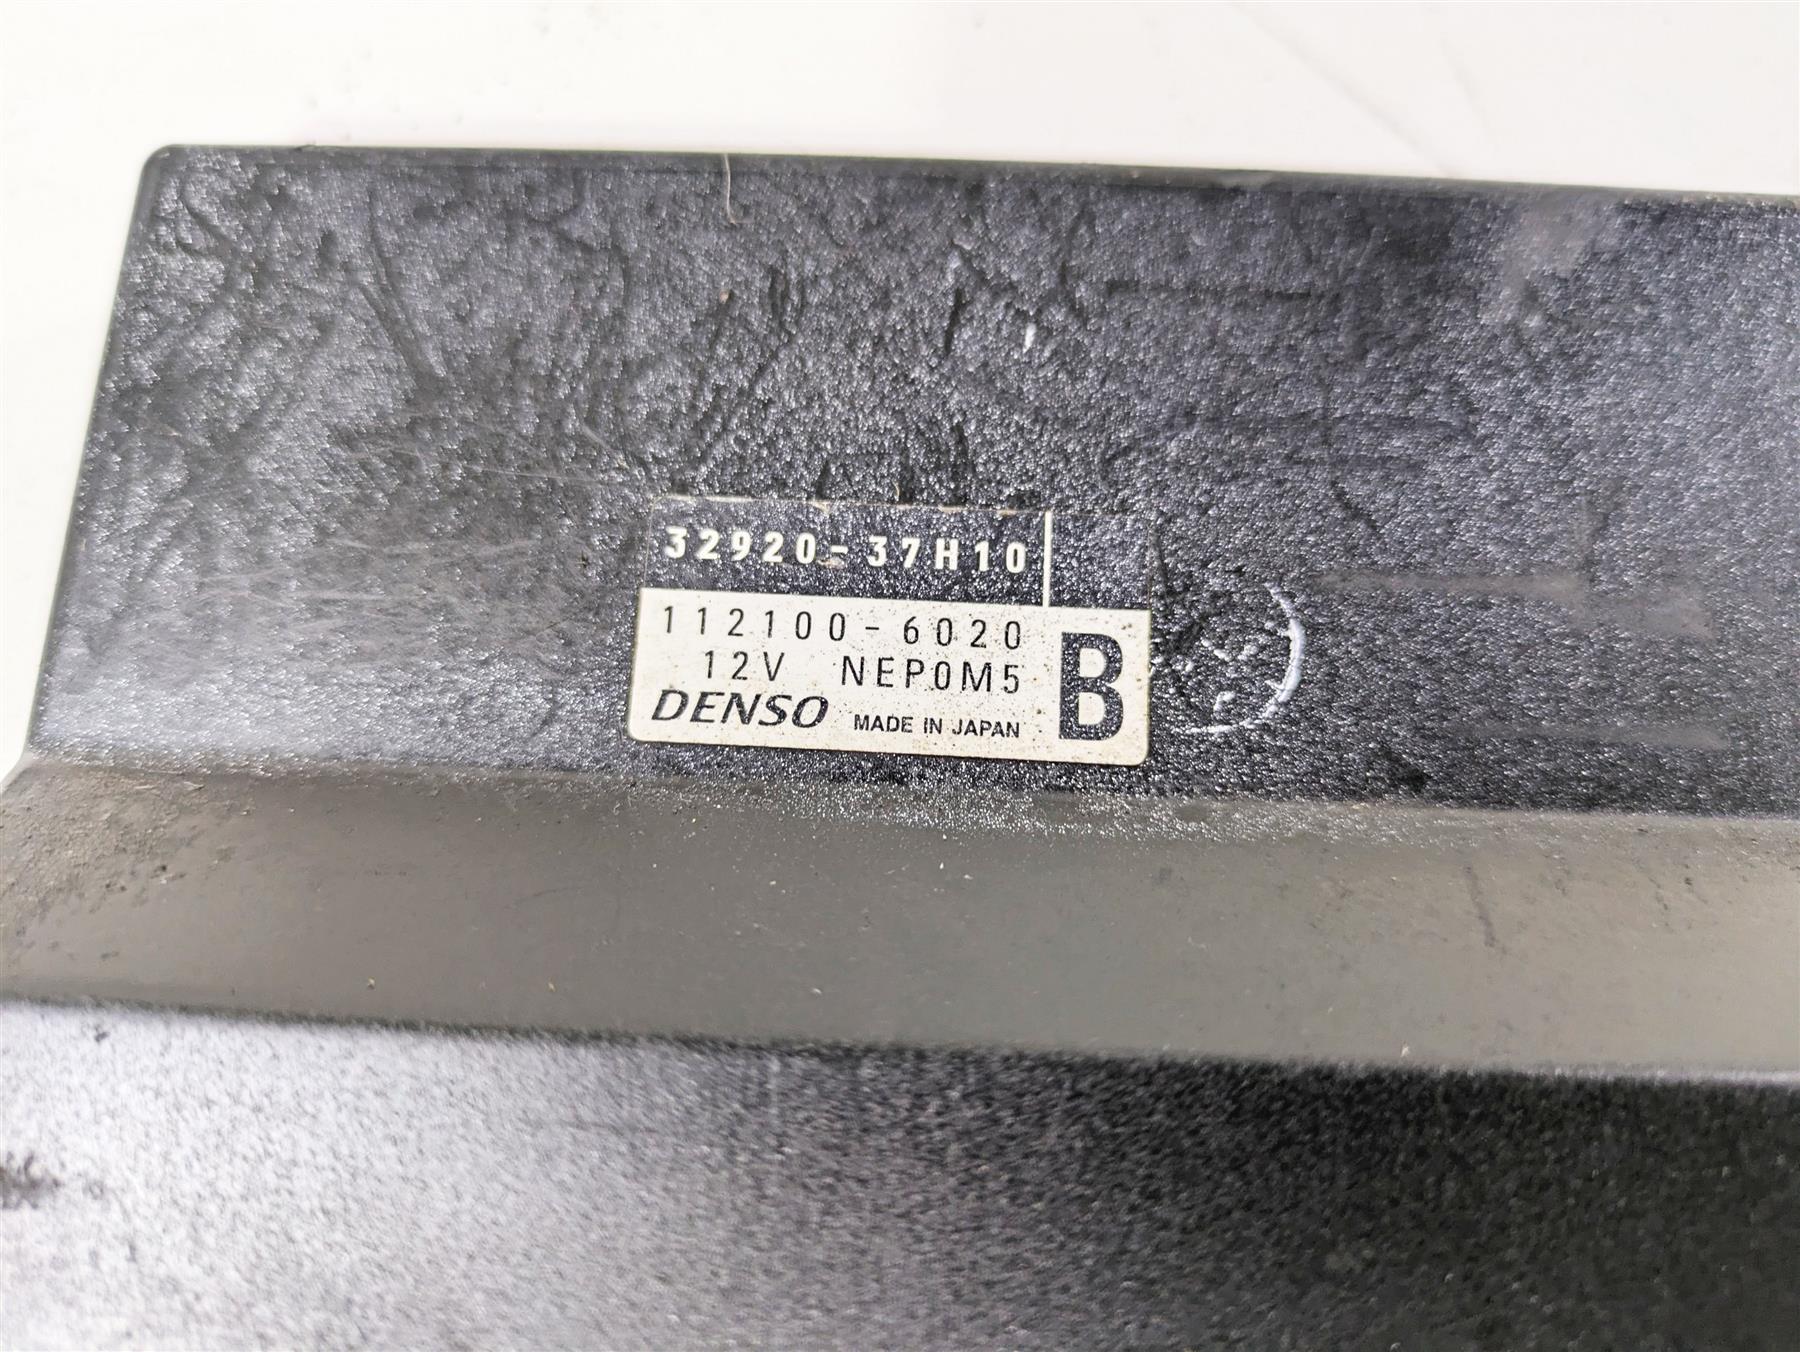 32920-37H10
112100-6020
12V NEP0M5
DENSO MADE IN JAPAN
B